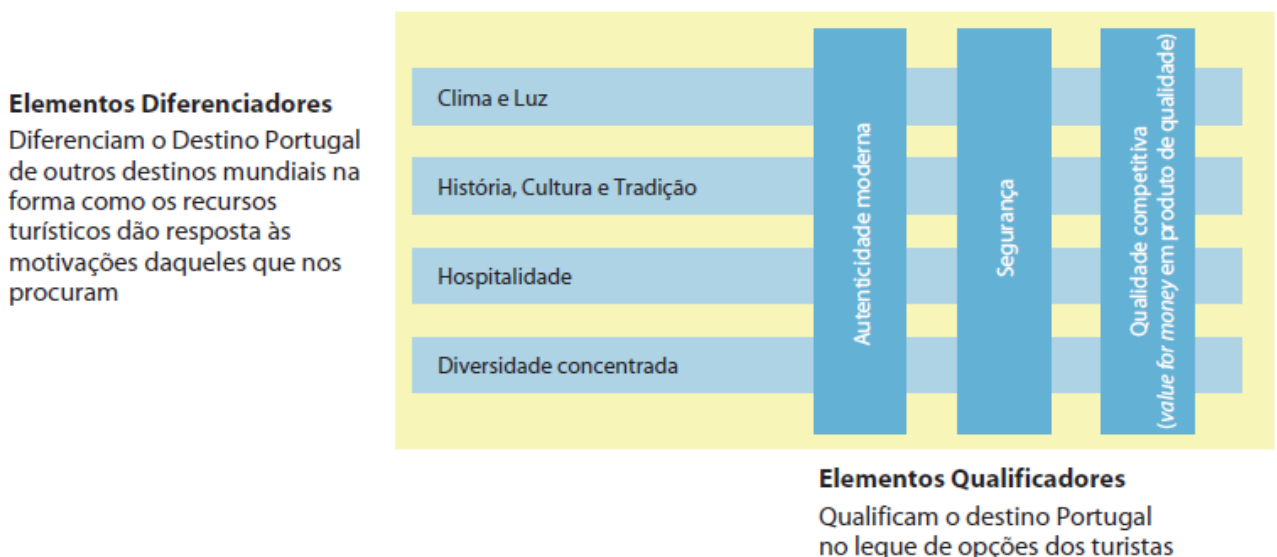 Elementos Diferenciadores
Diferenciam o Destino Portugal
de outros destinos mundiais na
forma como os recursos
turísticos dão resposta às
motivações daqueles que nos
procuram
Clima e Luz
História, Cultura e Tradição
Hospitalidade
Diversidade concentrada
Autenticidade moderna
Segurança
Qualidade competitiva
(value for money em produto de qualidade)
Elementos Qualificadores
Qualificam o destino Portugal
no leque de opções dos turistas